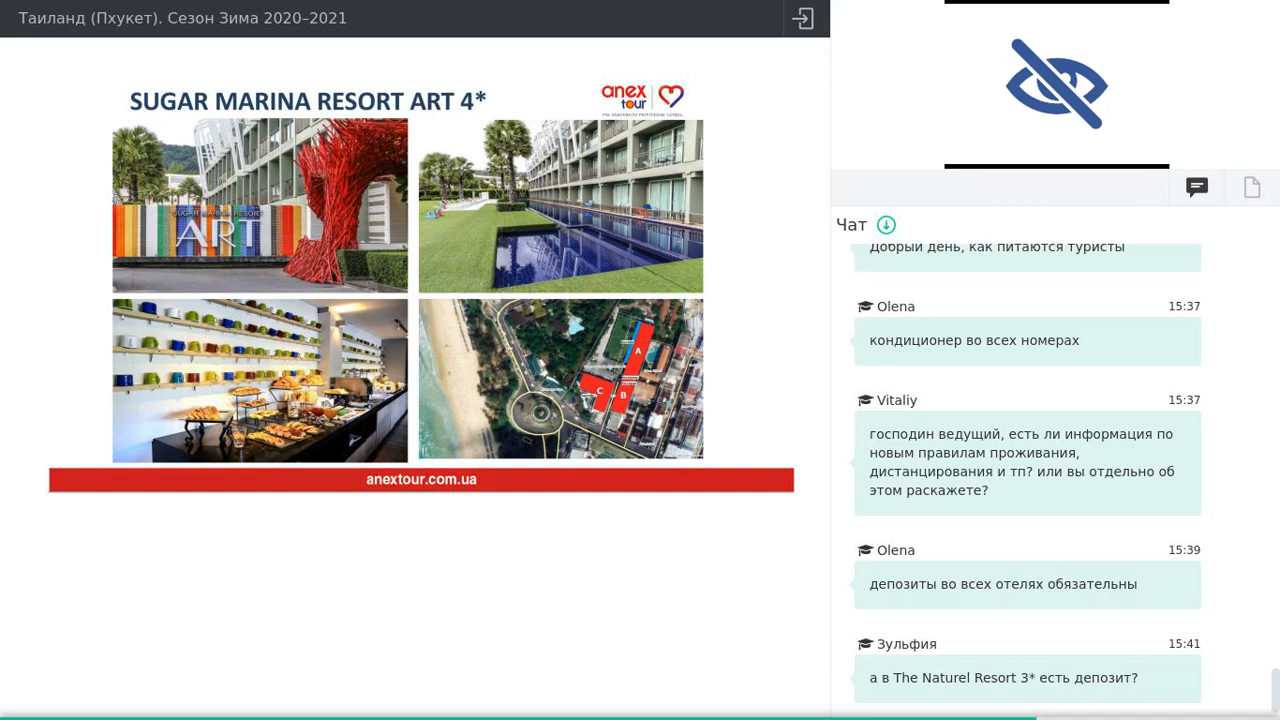 Таиланд (Пхукет). Сезон Зима 2020–2021
SUGAR MARINA RESORT ART 4*
anex
tour
SUGAR MARINA RESORT
ART
A
C
B
anextour.com.ua
Чат
Добрый день, как питаются туристы
Olena
15:37
кондиционер во всех номерах
Vitaliy
15:37
господин ведущий, есть ли информация по
новым правилам проживания,
дистанцирования и тп? или вы отдельно об
этом раскажете?
Olena
15:39
депозиты во всех отелях обязательны
Зульфия
15:41
а в The Naturel Resort 3* есть депозит?